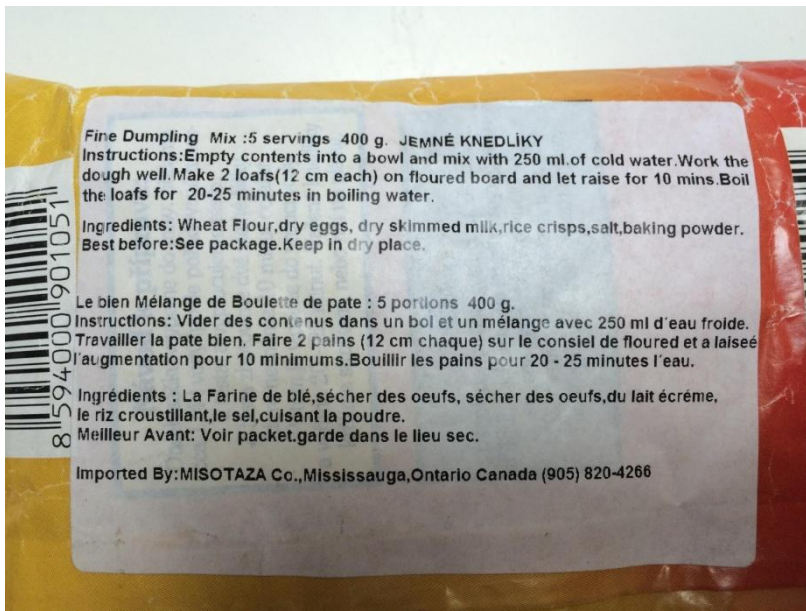 Fine Dumpling Mix :5 servings 400 g. JEMNÉ KNEDLÍKY
Instructions:Empty contents into a bowl and mix with 250 ml.of cold water.Work the
dough well.Make 2 loafs(12 cm each) on floured board and let raise for 10 mins.Boil
the loafs for 20-25 minutes in boiling water.
Ingredients: Wheat Flour,dry eggs, dry skimmed milk,rice crisps,salt,baking powder.
Best before:See package.Keep in dry place.
Le bien Mélange de Boulette de pate : 5 portions 400 g.
Instructions: Vider des contenus dans un bol et un mélange avec 250 ml d'eau froide.
Travailler la pate bien. Faire 2 pains (12 cm chaque) sur le consiel de floured et a laiseé
l'augmentation pour 10 minimums.Bouillir les pains pour 20 - 25 minutes l'eau.
Ingrédients : La Farine de blé,sécher des oeufs, sécher des oeufs,du lait écrémé,
le riz croustillant,le sel,cuisant la poudre.
Meilleur Avant: Voir packet.garde dans le lieu sec.
Imported By:MISOTAZA Co.,Mississauga,Ontario Canada (905) 820-4266
8 594000 901051